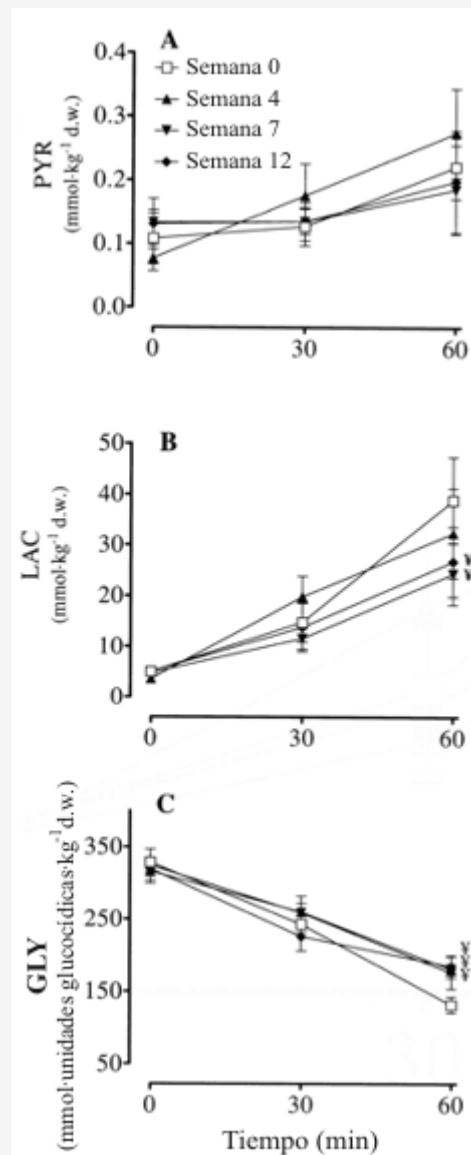 A
Semana 0
Semana 4
Semana 7
Semana 12
PYR
(mmol·kg⁻¹ d.w.)
0.4
0.3
0.2
0.1
0.0
0 30 60
B
LAC
(mmol·kg⁻¹ d.w.)
50
40
30
20
10
0
0 30 60
C
GLY
(mmol·unidades glucocídicas·kg⁻¹d.w.)
350
250
150
50
0 30 60
Tiempo (min)